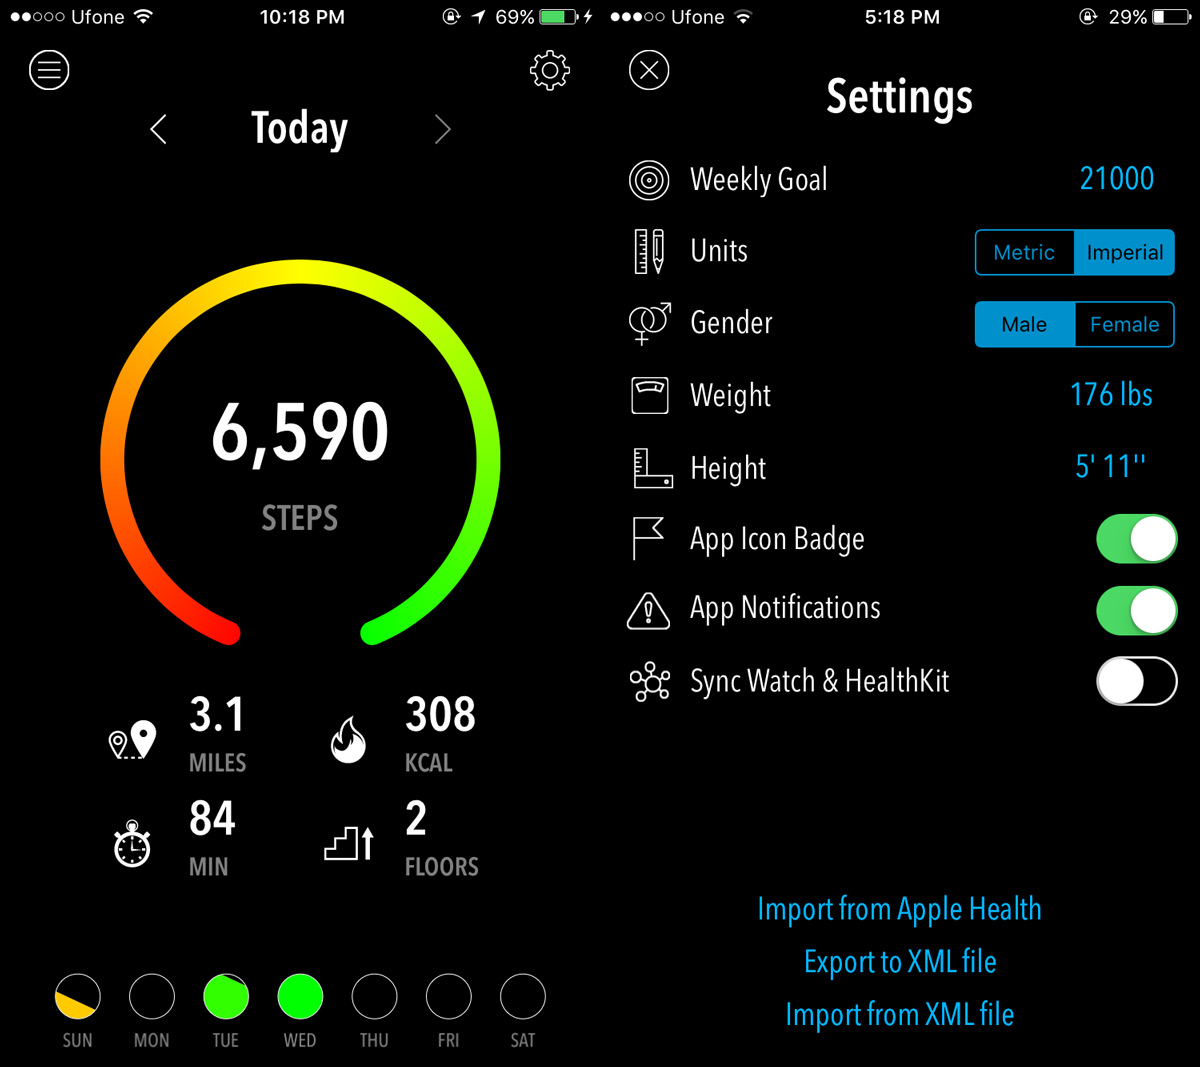 Ufone 10:18 PM 69%
Today
6,590
STEPS
3.1
MILES
308
KCAL
84
MIN
2
FLOORS
SUN MON TUE WED THU FRI SAT
Ufone 5:18 PM 29%
Settings
Weekly Goal 21000
Units Metric Imperial
Gender Male Female
Weight 176 lbs
Height 5' 11''
App Icon Badge
App Notifications
Sync Watch & HealthKit
Import from Apple Health
Export to XML file
Import from XML file